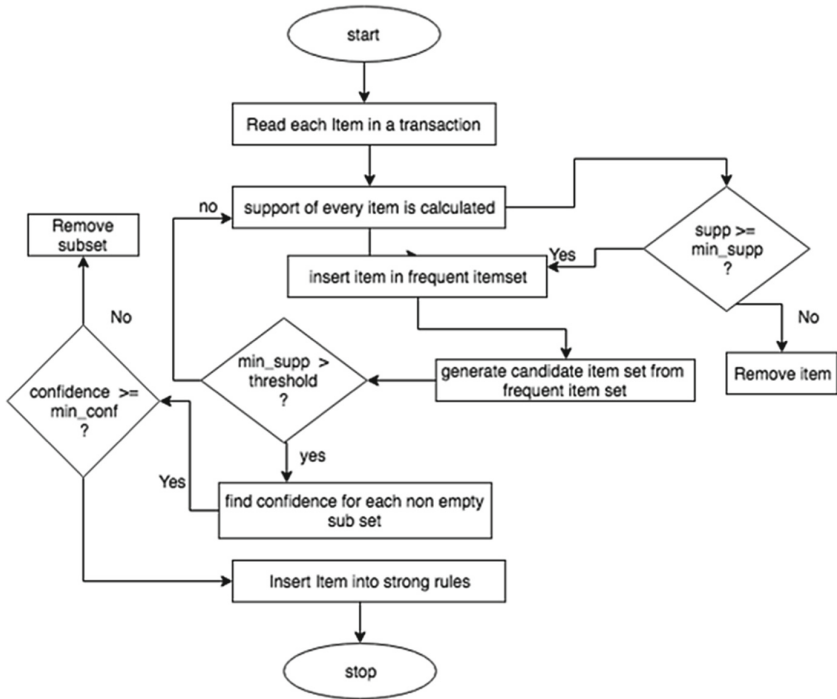 start
Read each Item in a transaction
no
support of every item is calculated
Remove
subset
supp >=
min_supp
?
Yes
insert item in frequent itemset
No
No
min_supp >
threshold
?
generate candidate item set from
frequent item set
Remove item
confidence >=
min_conf
?
yes
Yes
find confidence for each non empty
sub set
Insert Item into strong rules
stop